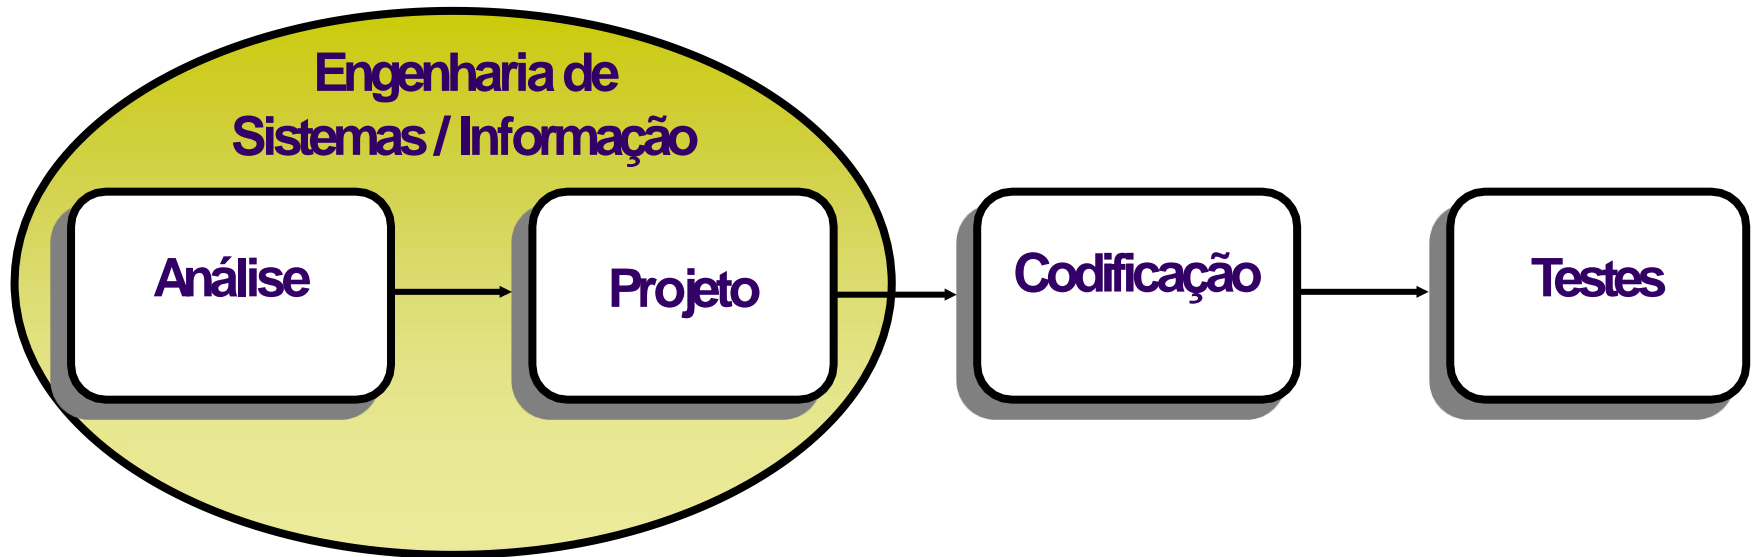 Engenharia de
Sistemas / Informação
Análise
Projeto
Codificação
Testes